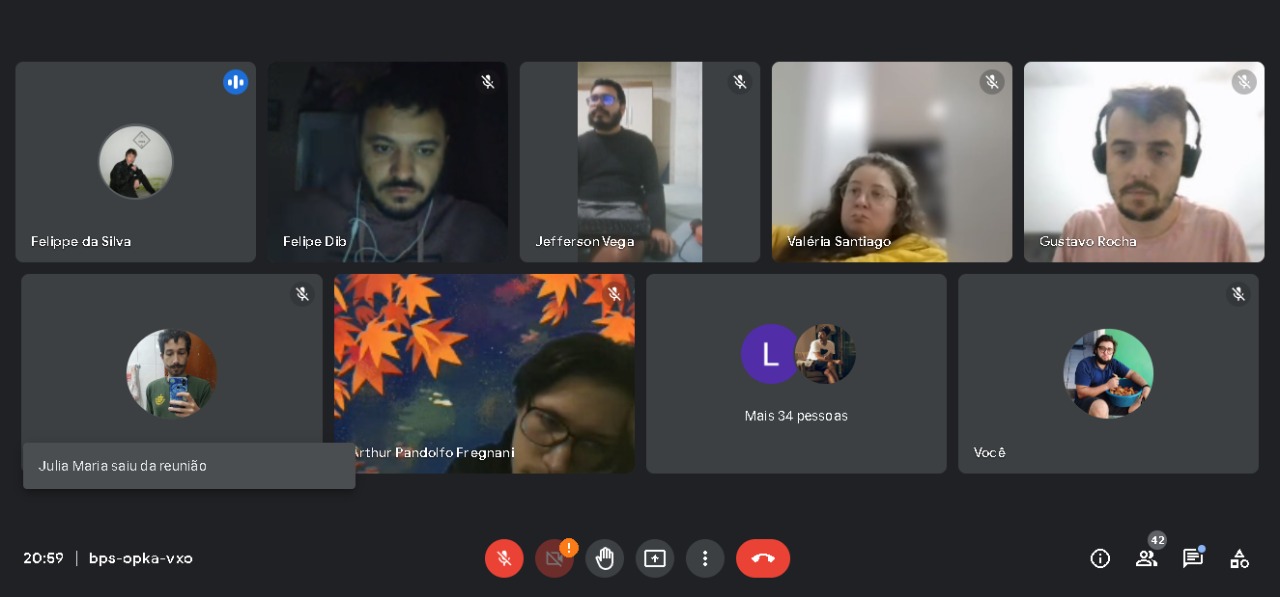 Felippe da Silva
Felipe Dib
Jefferson Vega
Valéria Santiago
Gustavo Rocha
L
Mais 34 pessoas
Arthur Pandolfo Fregnani
Você
Julia Maria saiu da reunião
20:59 | bps-opka-vxo
!
42